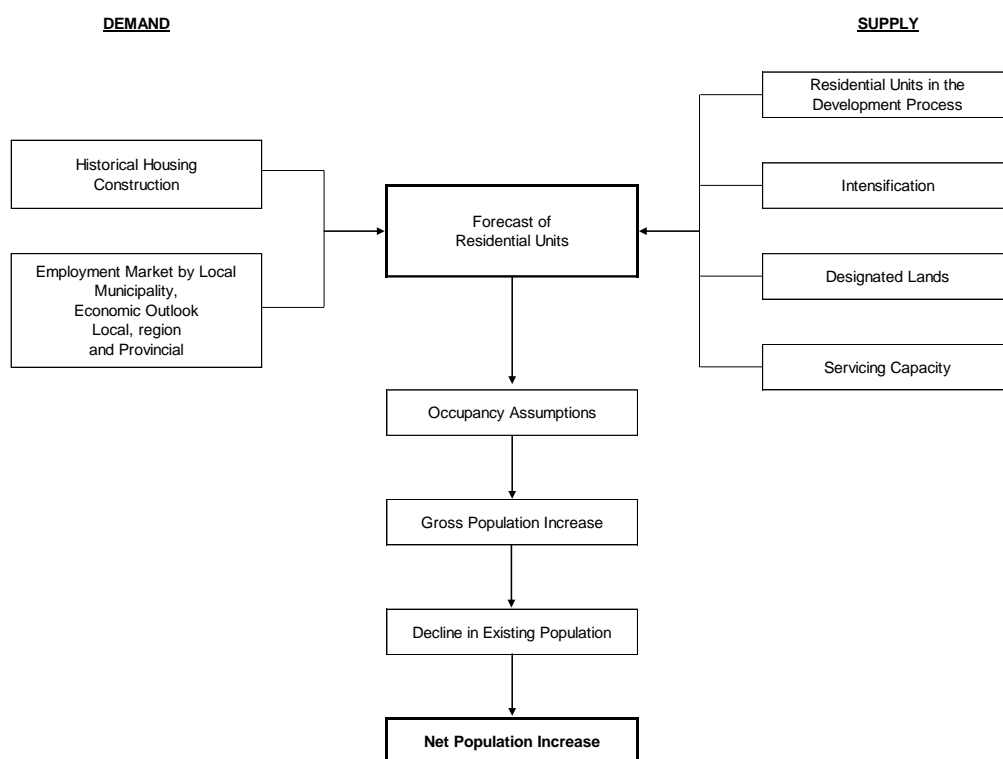 DEMAND
SUPPLY
Residential Units in the
Development Process
Historical Housing
Construction
Intensification
Forecast of
Residential Units
Employment Market by Local
Municipality,
Economic Outlook
Local, region
and Provincial
Designated Lands
Servicing Capacity
Occupancy Assumptions
Gross Population Increase
Decline in Existing Population
Net Population Increase